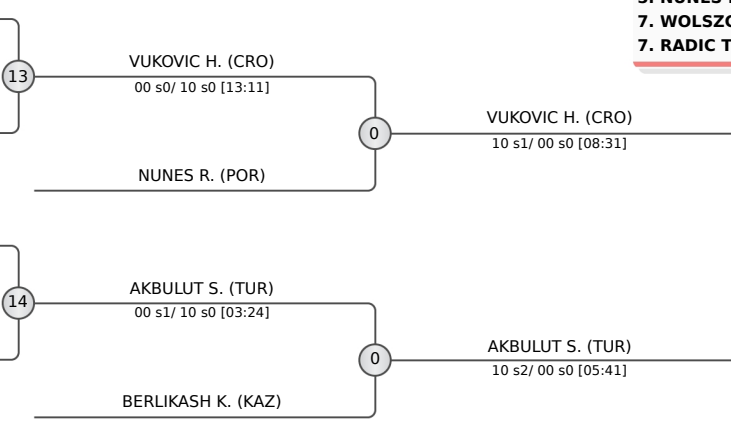 7. WOLSZC
7. RADIC T
13
VUKOVIC H. (CRO)
00 s0/ 10 s0 [13:11]
0
VUKOVIC H. (CRO)
10 s1/ 00 s0 [08:31]
NUNES R. (POR)
14
AKBULUT S. (TUR)
00 s1/ 10 s0 [03:24]
0
AKBULUT S. (TUR)
10 s2/ 00 s0 [05:41]
BERLIKASH K. (KAZ)